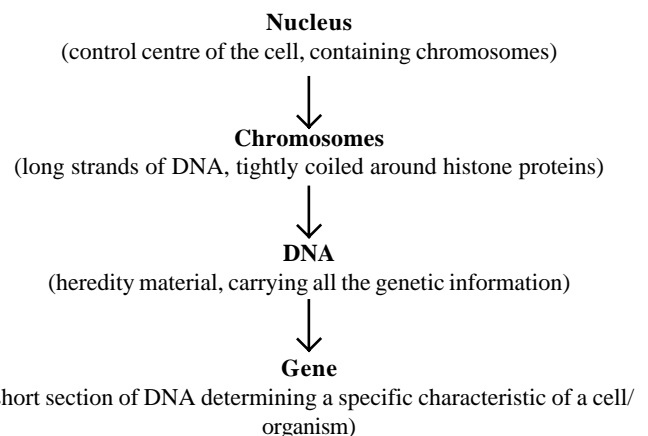 Nucleus
(control centre of the cell, containing chromosomes)
Chromosomes
(long strands of DNA, tightly coiled around histone proteins)
DNA
(heredity material, carrying all the genetic information)
Gene
hort section of DNA determining a specific characteristic of a cell/
organism)